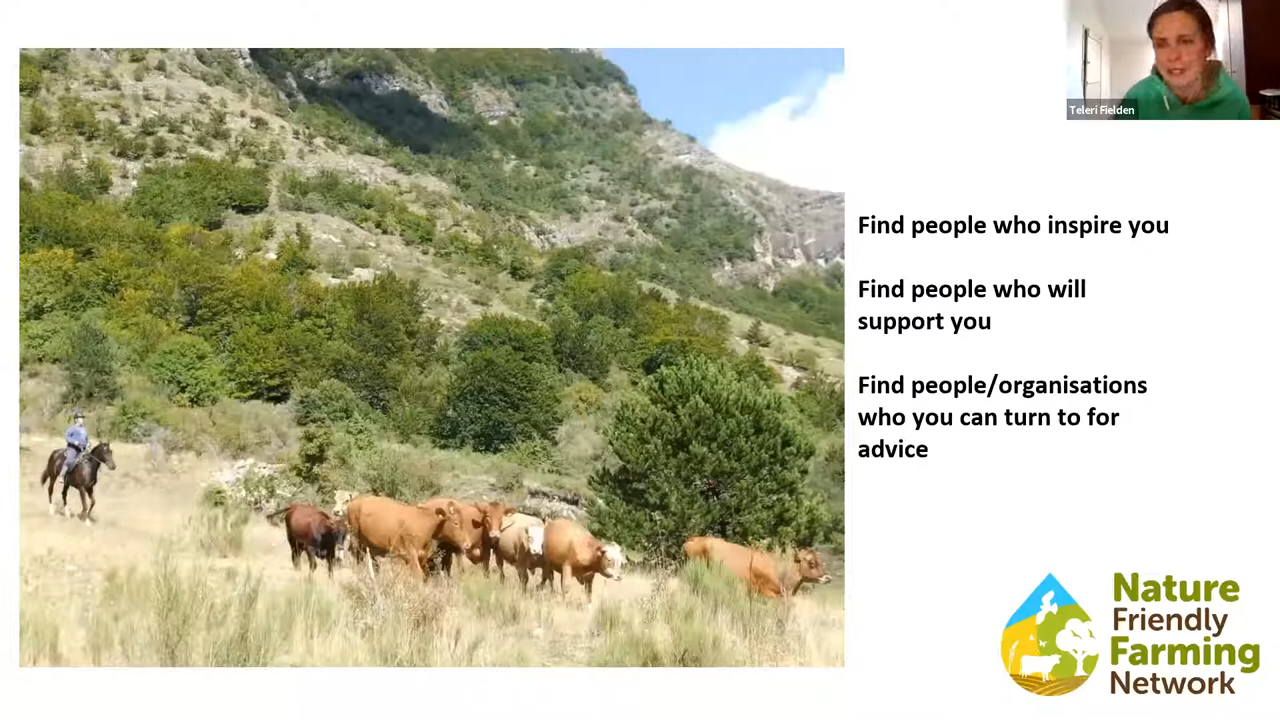 Teleri Fielden
Find people who inspire you
Find people who will
support you
Find people/organisations
who you can turn to for
advice
Nature
Friendly
Farming
Network